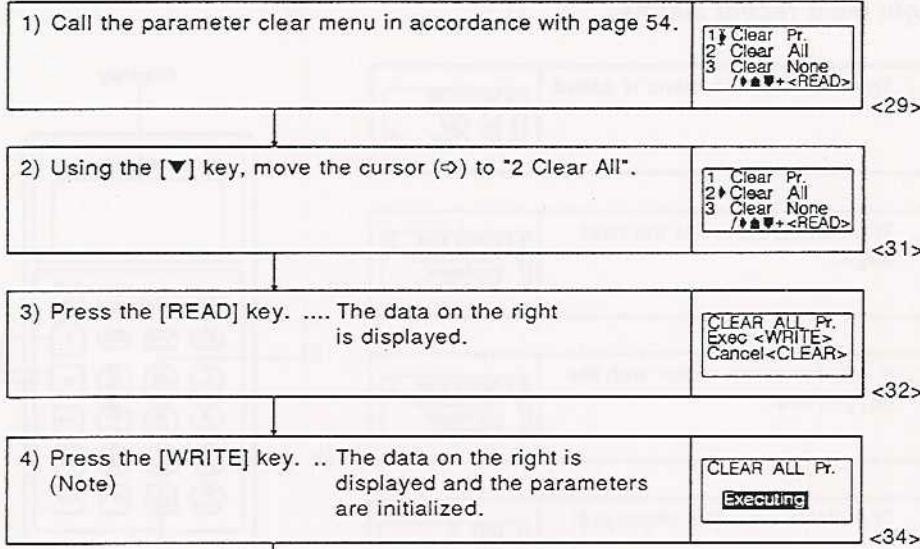 1) Call the parameter clear menu in accordance with page 54.
1 Clear Pr.
2 Clear All
3 Clear None
/♦▲▼+<READ>
<29>
2) Using the [▼] key, move the cursor (⇨) to "2 Clear All".
1 Clear Pr.
2♦Clear All
3 Clear None
/♦▲▼+<READ>
<31>
3) Press the [READ] key. .... The data on the right
is displayed.
CLEAR ALL Pr.
Exec <WRITE>
Cancel<CLEAR>
<32>
4) Press the [WRITE] key. .. The data on the right is
(Note) displayed and the parameters
are initialized.
CLEAR ALL Pr.
Executing
<34>